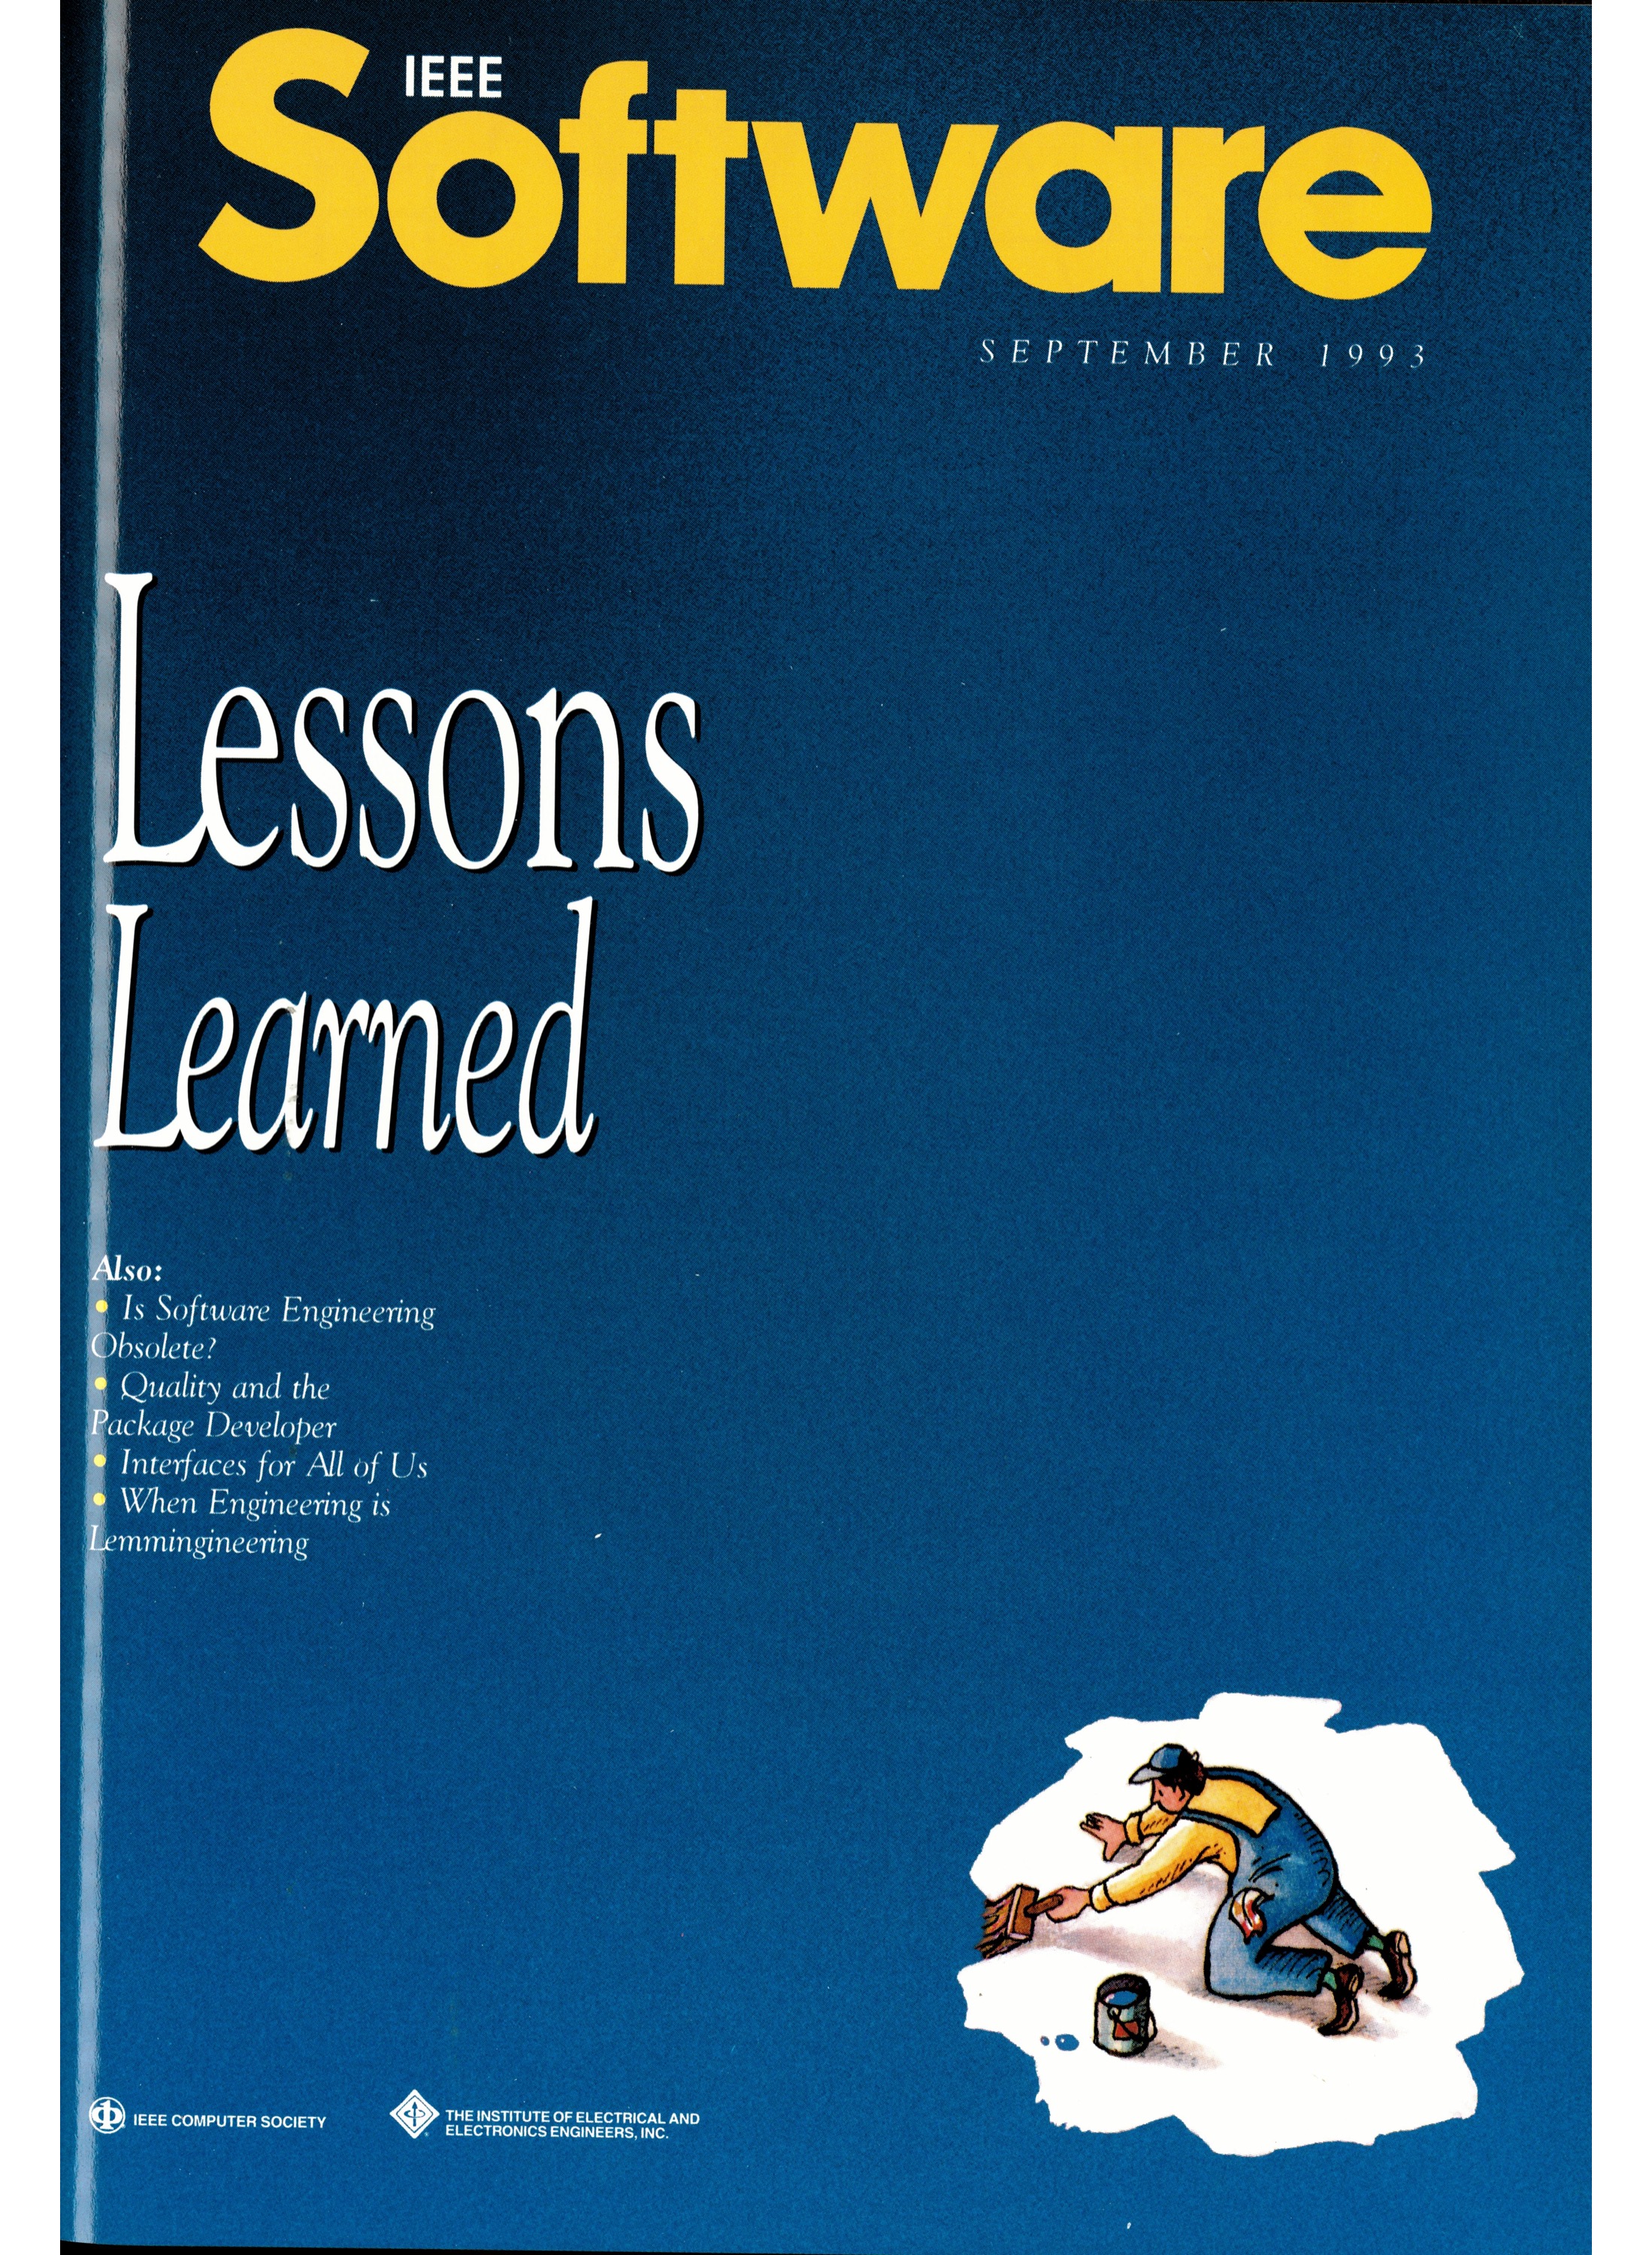 IEEE
Software
SEPTEMBER 1993
Lessons
Learned
Also:
• Is Software Engineering
Obsolete?
• Quality and the
Package Developer
• Interfaces for All of Us
• When Engineering is
Lemmingineering
IEEE COMPUTER SOCIETY
THE INSTITUTE OF ELECTRICAL AND
ELECTRONICS ENGINEERS, INC.